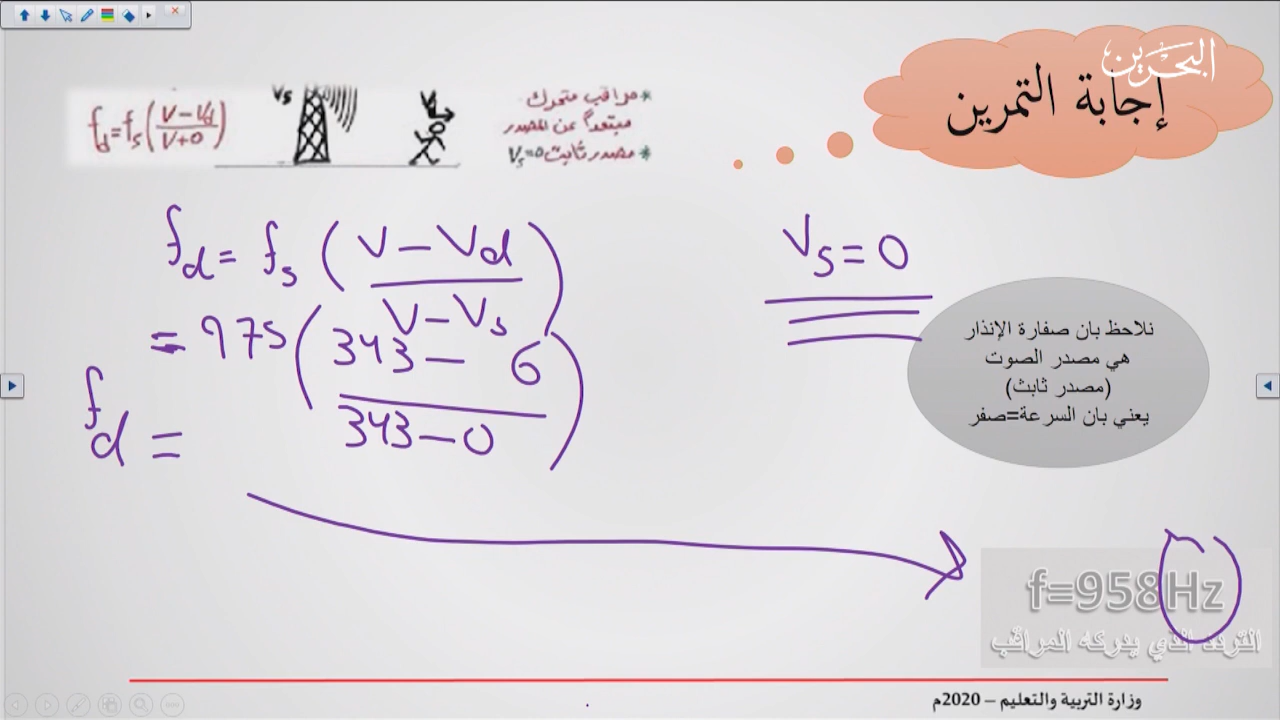 البحرين
إجابة التمرين
*مراقب متحرك
مبتعداً عن المصدر
*مصدر ثابت Vs=0
Vs
fd=fs(V-Vd/V+0)
fd = fs (V - Vd / V - Vs)
= 975 (343 - 6 / 343 - 0)
fd =
Vs = 0
نلاحظ بان صفارة الإنذار
هي مصدر الصوت
(مصدر ثابت)
يعني بان السرعة=صفر
f=958Hz
التردد الذي يدركه المراقب
وزارة التربية والتعليم – 2020م